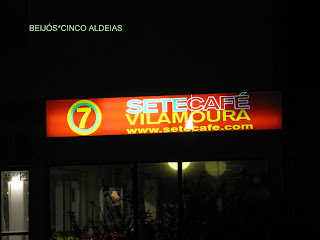 BEIJÓS*CINCO ALDEIAS
7
SETECAFÉ
VILAMOURA
www.setecafe.com